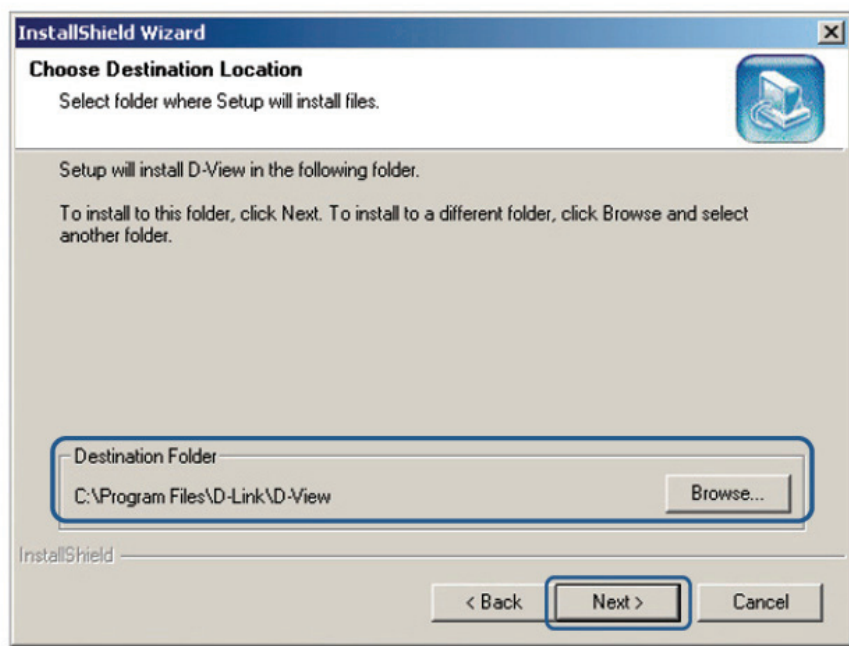 InstallShield Wizard
Choose Destination Location
Select folder where Setup will install files.
Setup will install D-View in the following folder.
To install to this folder, click Next. To install to a different folder, click Browse and select
another folder.
Destination Folder
C:\Program Files\D-Link\D-View
Browse...
InstallShield
< Back
Next >
Cancel